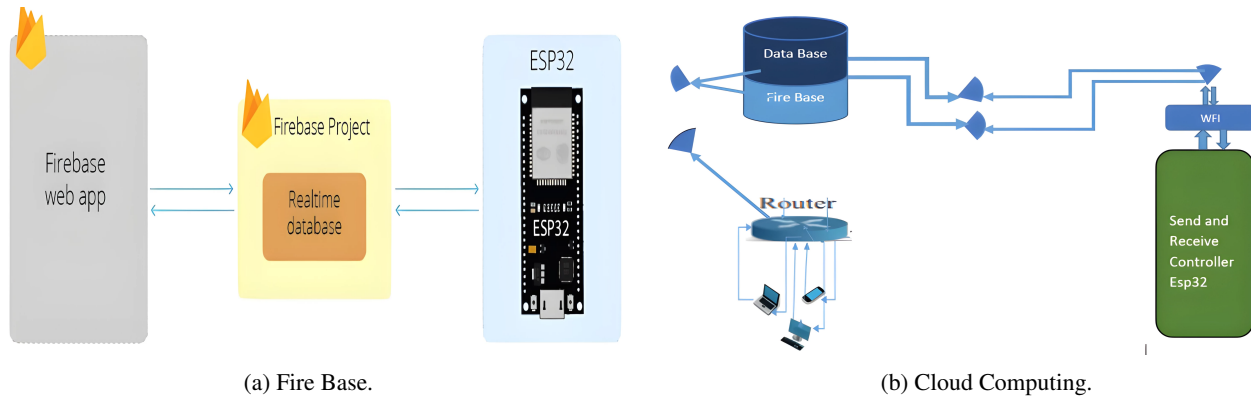 Firebase
web app
Firebase Project
Realtime
database
ESP32
ESP32
(a) Fire Base.
Data Base
Fire Base
WFI
Send and
Receive
Controller
Esp32
Router
(b) Cloud Computing.